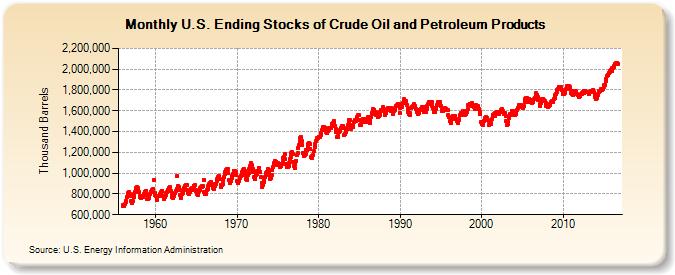 Monthly U.S. Ending Stocks of Crude Oil and Petroleum Products
Thousand Barrels
2,200,000
2,000,000
1,800,000
1,600,000
1,400,000
1,200,000
1,000,000
800,000
600,000
1960 1970 1980 1990 2000 2010
Source: U.S. Energy Information Administration